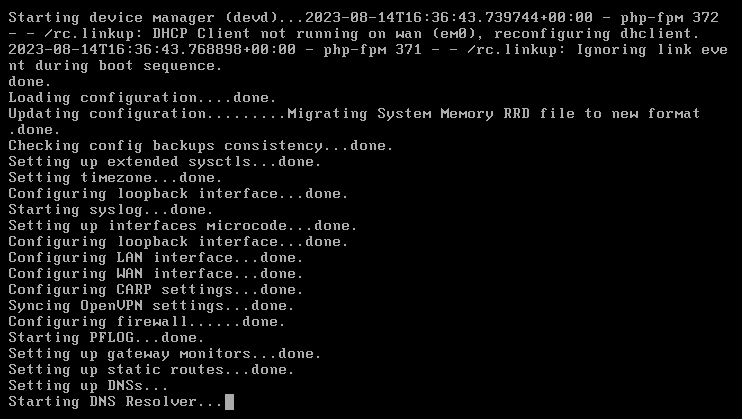 Starting device manager (devd)...2023-08-14T16:36:43.739744+00:00 - php-fpm 372
- - /rc.linkup: DHCP Client not running on wan (em0), reconfiguring dhclient.
2023-08-14T16:36:43.768898+00:00 - php-fpm 371 - - /rc.linkup: Ignoring link eve
nt during boot sequence.
done.
Loading configuration....done.
Updating configuration.........Migrating System Memory RRD file to new format
.done.
Checking config backups consistency...done.
Setting up extended sysctls...done.
Setting timezone...done.
Configuring loopback interface...done.
Starting syslog...done.
Setting up interfaces microcode...done.
Configuring loopback interface...done.
Configuring LAN interface...done.
Configuring WAN interface...done.
Configuring CARP settings...done.
Syncing OpenVPN settings...done.
Configuring firewall......done.
Starting PFLOG...done.
Setting up gateway monitors...done.
Setting up static routes...done.
Setting up DNSs...
Starting DNS Resolver...